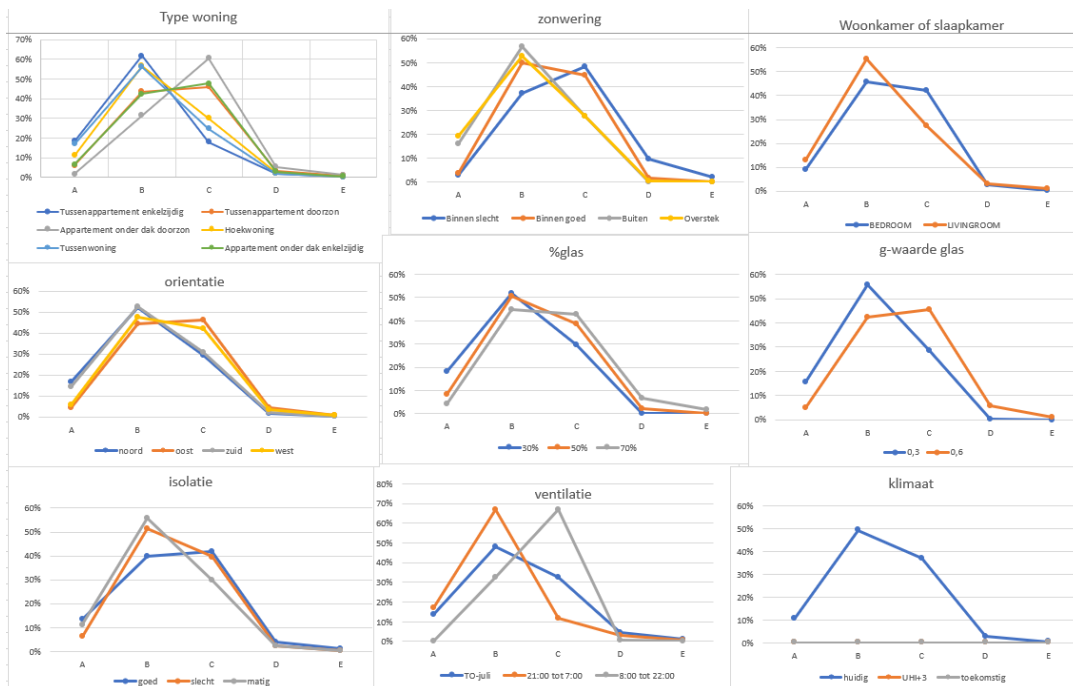 Type woning
70%
60%
50%
40%
30%
20%
10%
0%
A B C D E
Tussenappartement enkelzijdig Tussenappartement doorzon
Appartement onder dak doorzon Hoekwoning
Tussenwoning Appartement onder dak enkelzijdig
zonwering
60%
50%
40%
30%
20%
10%
0%
A B C D E
Binnen slecht Binnen goed Buiten Overstek
Woonkamer of slaapkamer
60%
50%
40%
30%
20%
10%
0%
A B C D E
BEDROOM LIVINGROOM
orientatie
60%
50%
40%
30%
20%
10%
0%
A B C D E
noord oost zuid west
%glas
60%
50%
40%
30%
20%
10%
0%
A B C D E
30% 50% 70%
g-waarde glas
60%
50%
40%
30%
20%
10%
0%
A B C D E
0,3 0,6
isolatie
60%
50%
40%
30%
20%
10%
0%
A B C D E
goed slecht matig
ventilatie
80%
70%
60%
50%
40%
30%
20%
10%
0%
A B C D E
TO-juli 21:00 tot 7:00 8:00 tot 22:00
klimaat
60%
50%
40%
30%
20%
10%
0%
A B C D E
huidig UHI+3 toekomstig